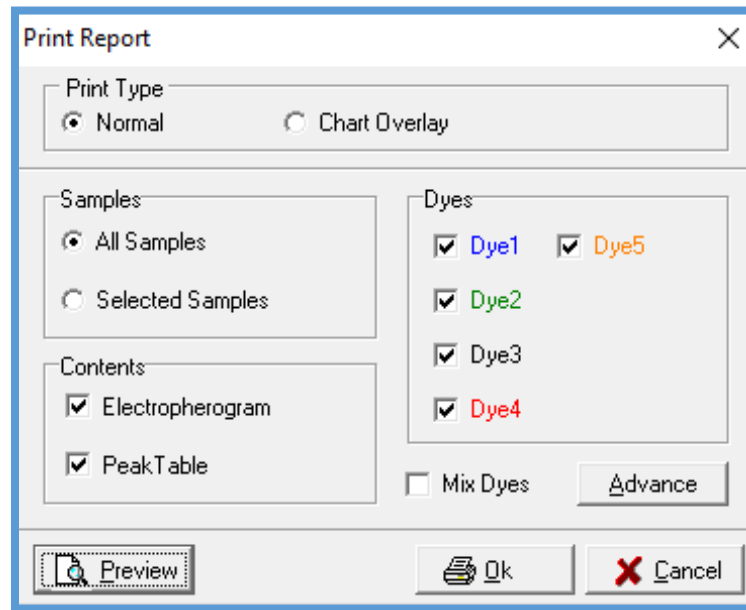 Print Report
Print Type
Normal
Chart Overlay
Samples
All Samples
Selected Samples
Contents
Electropherogram
PeakTable
Dyes
Dye1
Dye5
Dye2
Dye3
Dye4
Mix Dyes
Advance
Preview
Ok
Cancel